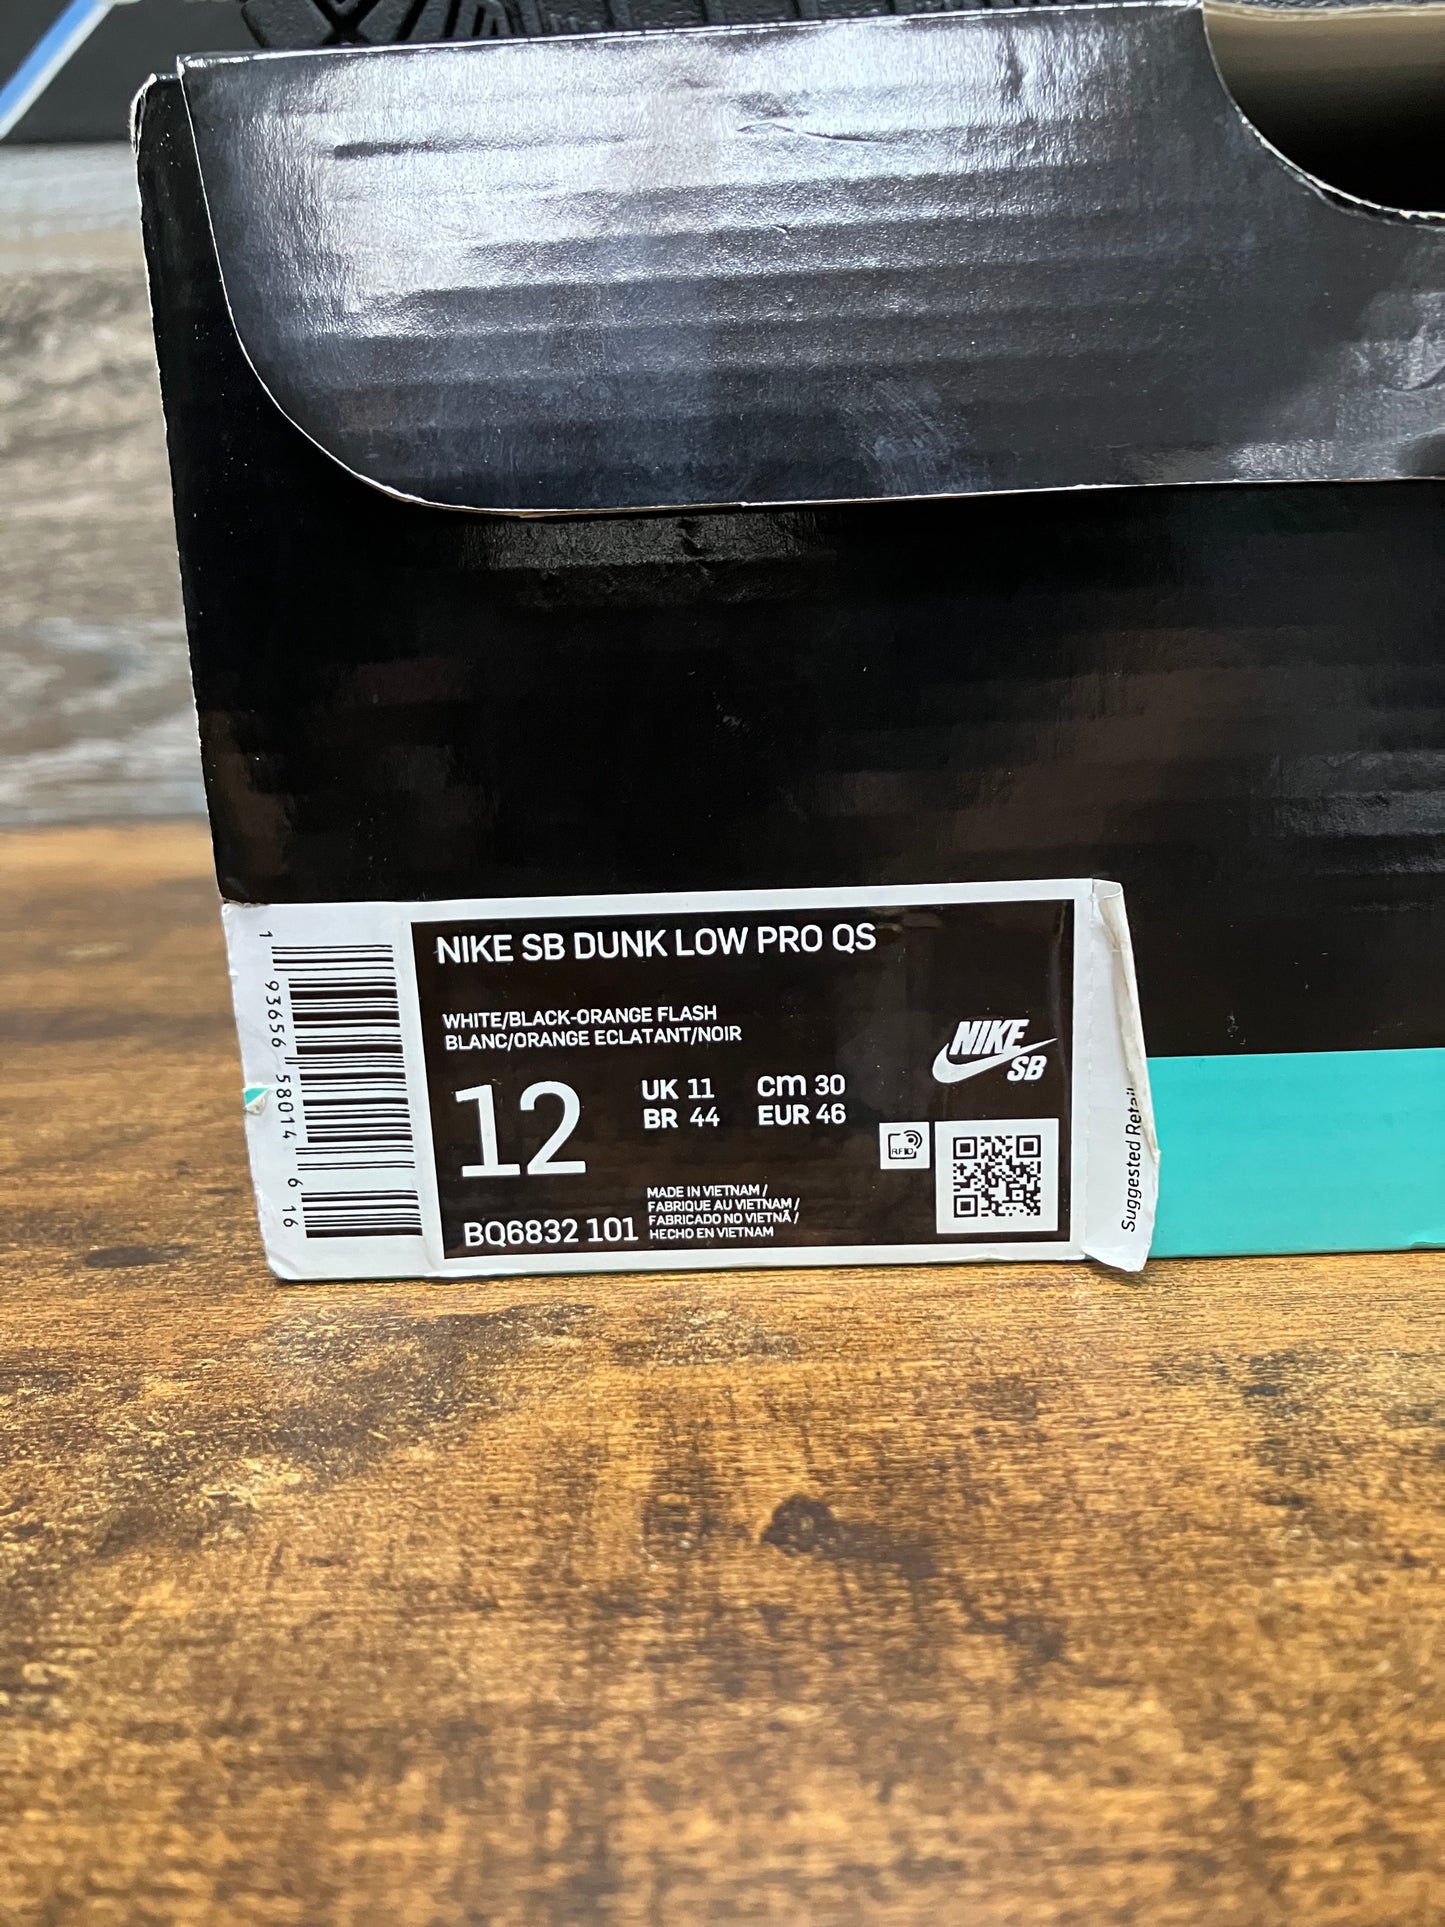 NIKE SB DUNK LOW PRO QS
WHITE/BLACK-ORANGE FLASH
BLANC/ORANGE ECLATANT/NOIR
12
UK 11 cm 30
BR 44 EUR 46
NIKE
SB
RFID
BQ6832 101
MADE IN VIETNAM /
FABRIQUE AU VIETNAM /
FABRICADO NO VIETNÃ /
HECHO EN VIETNAM
1 93656 58014 6 16
Suggested Retail